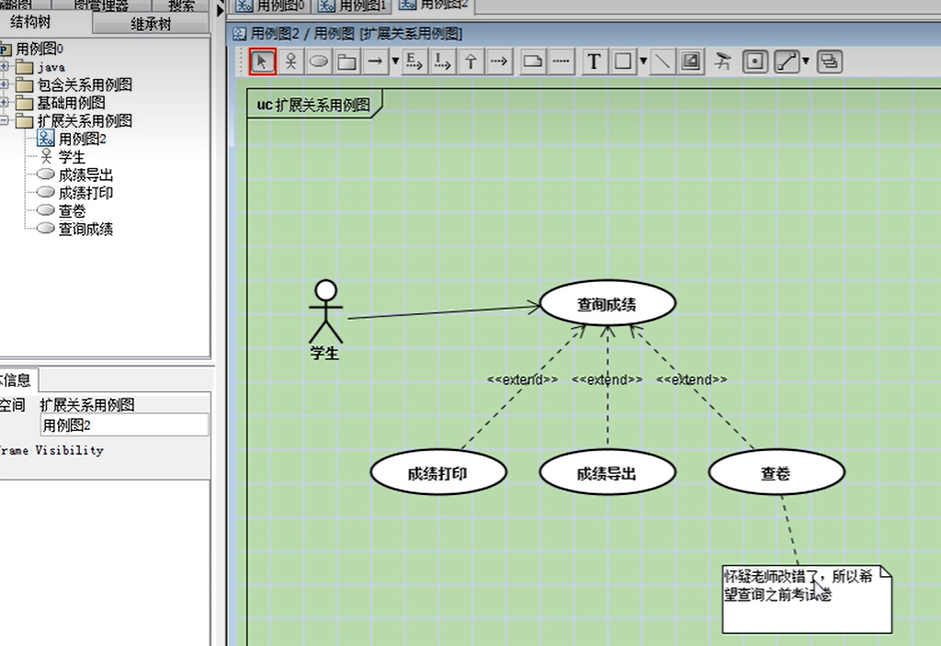 图管理器 搜索
用例图0 用例图1 用例图2
结构树 继承树
用例图0
java
包含关系用例图
基础用例图
扩展关系用例图
用例图2
学生
成绩导出
成绩打印
查卷
查询成绩
信息
空间 扩展关系用例图
用例图2
rame Visibility
用例图2 / 用例图 [扩展关系用例图]
T
uc 扩展关系用例图
查询成绩
学生
<<extend>> <<extend>> <<extend>>
成绩打印 成绩导出 查卷
怀疑老师改错了，所以希
望查询之前考试卷